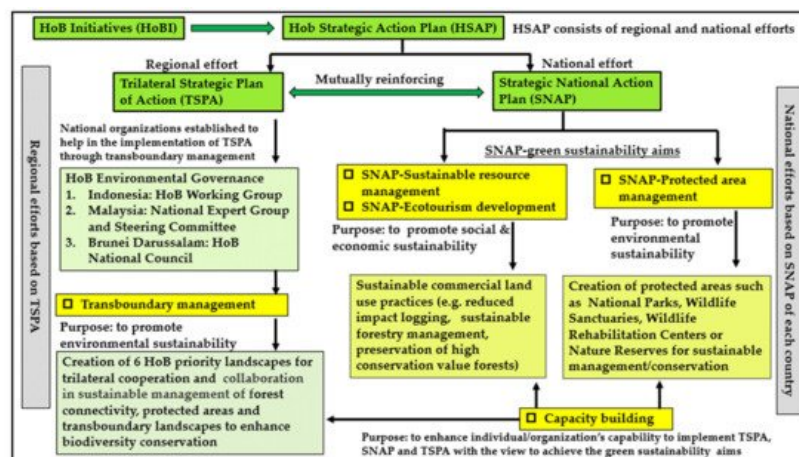 HoB Initiatives (HoBI)
Hob Strategic Action Plan (HSAP)
HSAP consists of regional and national efforts
Regional effort
National effort
Trilateral Strategic Plan
of Action (TSPA)
Mutually reinforcing
Strategic National Action
Plan (SNAP)
Regional efforts based on TSPA
National efforts based on SNAP of each country
National organizations established to
help in the implementation of TSPA
through transboundary management
SNAP-green sustainability aims
HoB Environmental Governance
1. Indonesia: HoB Working Group
2. Malaysia: National Expert Group
and Steering Committee
3. Brunei Darussalam: HoB
National Council
SNAP-Sustainable resource
management
SNAP-Ecotourism development
SNAP-Protected area
management
Purpose: to promote social &
economic sustainability
Purpose: to promote
environmental
sustainability
Transboundary management
Purpose: to promote
environmental sustainability
Sustainable commercial land
use practices (e.g. reduced
impact logging, sustainable
forestry management,
preservation of high
conservation value forests)
Creation of protected areas such
as National Parks, Wildlife
Sanctuaries, Wildlife
Rehabilitation Centers or
Nature Reserves for sustainable
management/conservation
Creation of 6 HoB priority landscapes for
trilateral cooperation and collaboration
in sustainable management of forest
connectivity, protected areas and
transboundary landscapes to enhance
biodiversity conservation
Capacity building
Purpose: to enhance individual/organization's capability to implement TSPA,
SNAP and TSPA with the view to achieve the green sustainability aims